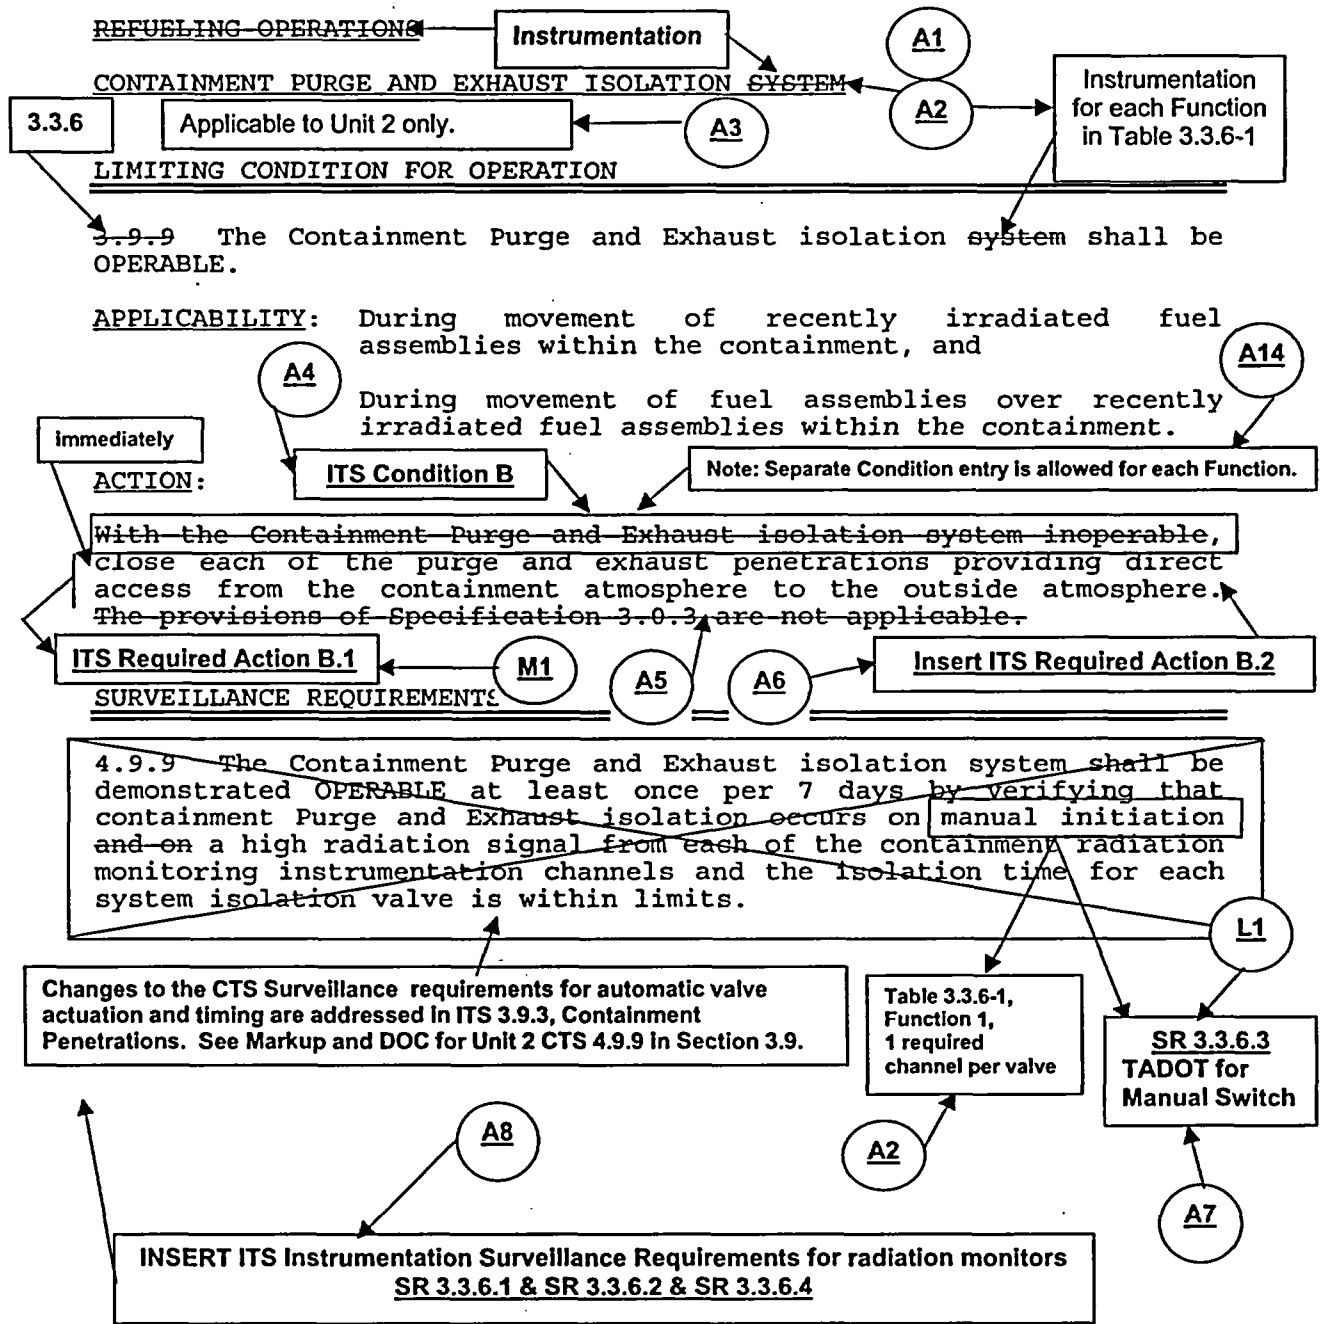 REFUELING OPERATIONS
Instrumentation
A1
CONTAINMENT PURGE AND EXHAUST ISOLATION SYSTEM
A2
Instrumentation
for each Function
in Table 3.3.6-1
3.3.6
Applicable to Unit 2 only.
A3
LIMITING CONDITION FOR OPERATION
3.9.9 The Containment Purge and Exhaust isolation system shall be
OPERABLE.
APPLICABILITY: During movement of recently irradiated fuel
assemblies within the containment, and
A14
A4
During movement of fuel assemblies over recently
irradiated fuel assemblies within the containment.
immediately
ACTION:
ITS Condition B
Note: Separate Condition entry is allowed for each Function.
With the Containment Purge and Exhaust isolation system inoperable,
close each of the purge and exhaust penetrations providing direct
access from the containment atmosphere to the outside atmosphere.
The provisions of Specification 3.0.3 are not applicable.
ITS Required Action B.1
M1
A5
A6
Insert ITS Required Action B.2
SURVEILLANCE REQUIREMENTS
4.9.9 The Containment Purge and Exhaust isolation system shall be
demonstrated OPERABLE at least once per 7 days by verifying that
containment Purge and Exhaust isolation occurs on manual initiation
and on a high radiation signal from each of the containment radiation
monitoring instrumentation channels and the isolation time for each
system isolation valve is within limits.
L1
Changes to the CTS Surveillance requirements for automatic valve
actuation and timing are addressed in ITS 3.9.3, Containment
Penetrations. See Markup and DOC for Unit 2 CTS 4.9.9 in Section 3.9.
Table 3.3.6-1,
Function 1,
1 required
channel per valve
SR 3.3.6.3
TADOT for
Manual Switch
A8
A2
A7
INSERT ITS Instrumentation Surveillance Requirements for radiation monitors
SR 3.3.6.1 & SR 3.3.6.2 & SR 3.3.6.4